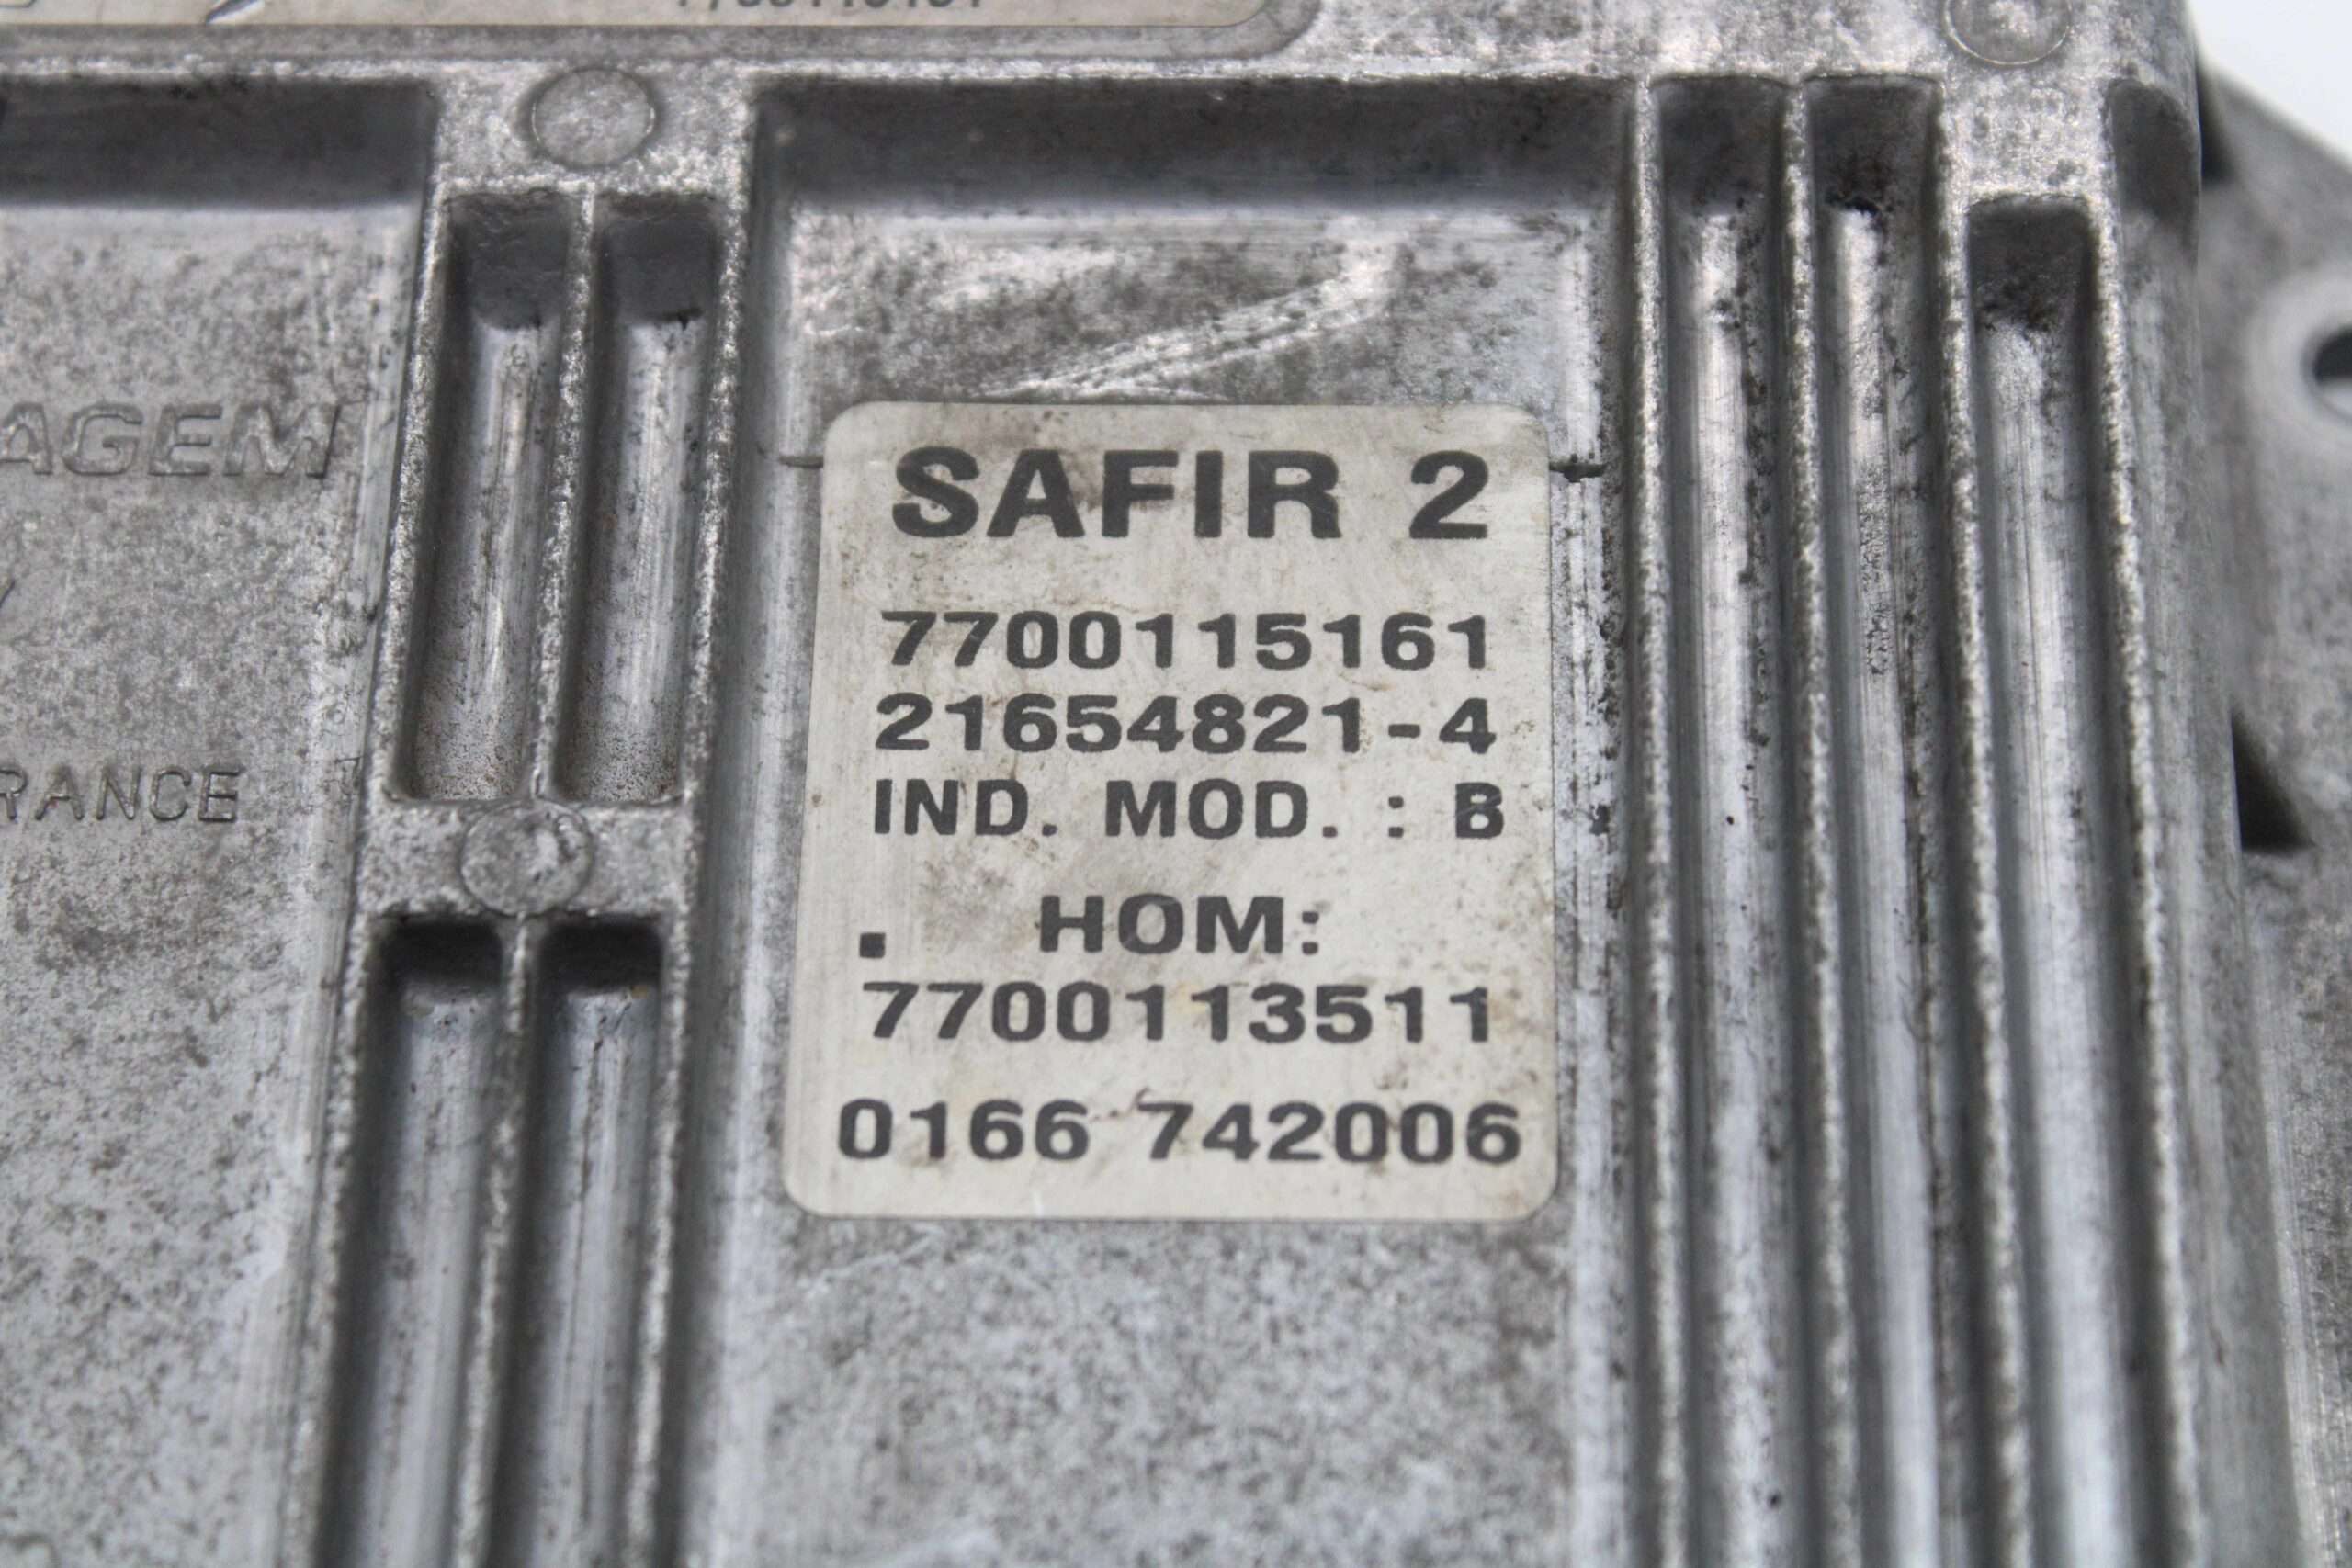 AGEM
RANCE
SAFIR 2
7700115161
21654821-4
IND. MOD. : B
. HOM:
7700113511
0166 742006